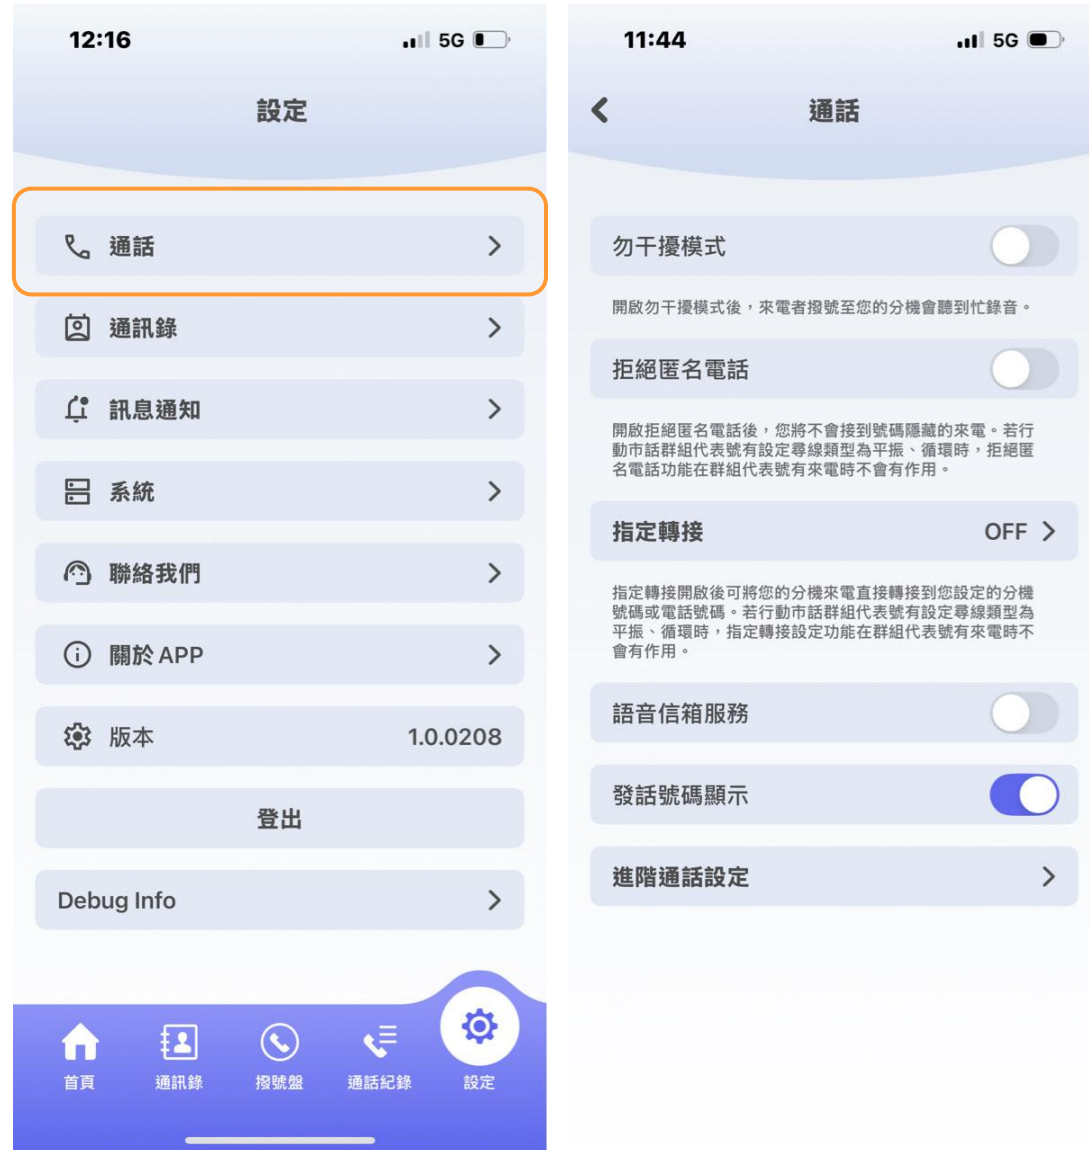 12:16
5G
設定
通話
通訊錄
訊息通知
系統
聯絡我們
關於 APP
版本
1.0.0208
登出
Debug Info
首頁
通訊錄
撥號盤
通話紀錄
設定
11:44
5G
通話
勿干擾模式
開啟勿干擾模式後，來電者撥號至您的分機會聽到忙錄音。
拒絕匿名電話
開啟拒絕匿名電話後，您將不會接到號碼隱藏的來電。若行
動市話群組代表號有設定尋線類型為平振、循環時，拒絕匿
名電話功能在群組代表號有來電時不會有作用。
指定轉接
OFF
指定轉接開啟後可將您的分機來電直接轉接到您設定的分機
號碼或電話號碼。若行動市話群組代表號有設定尋線類型為
平振、循環時，指定轉接設定功能在群組代表號有來電時不
會有作用。
語音信箱服務
發話號碼顯示
進階通話設定